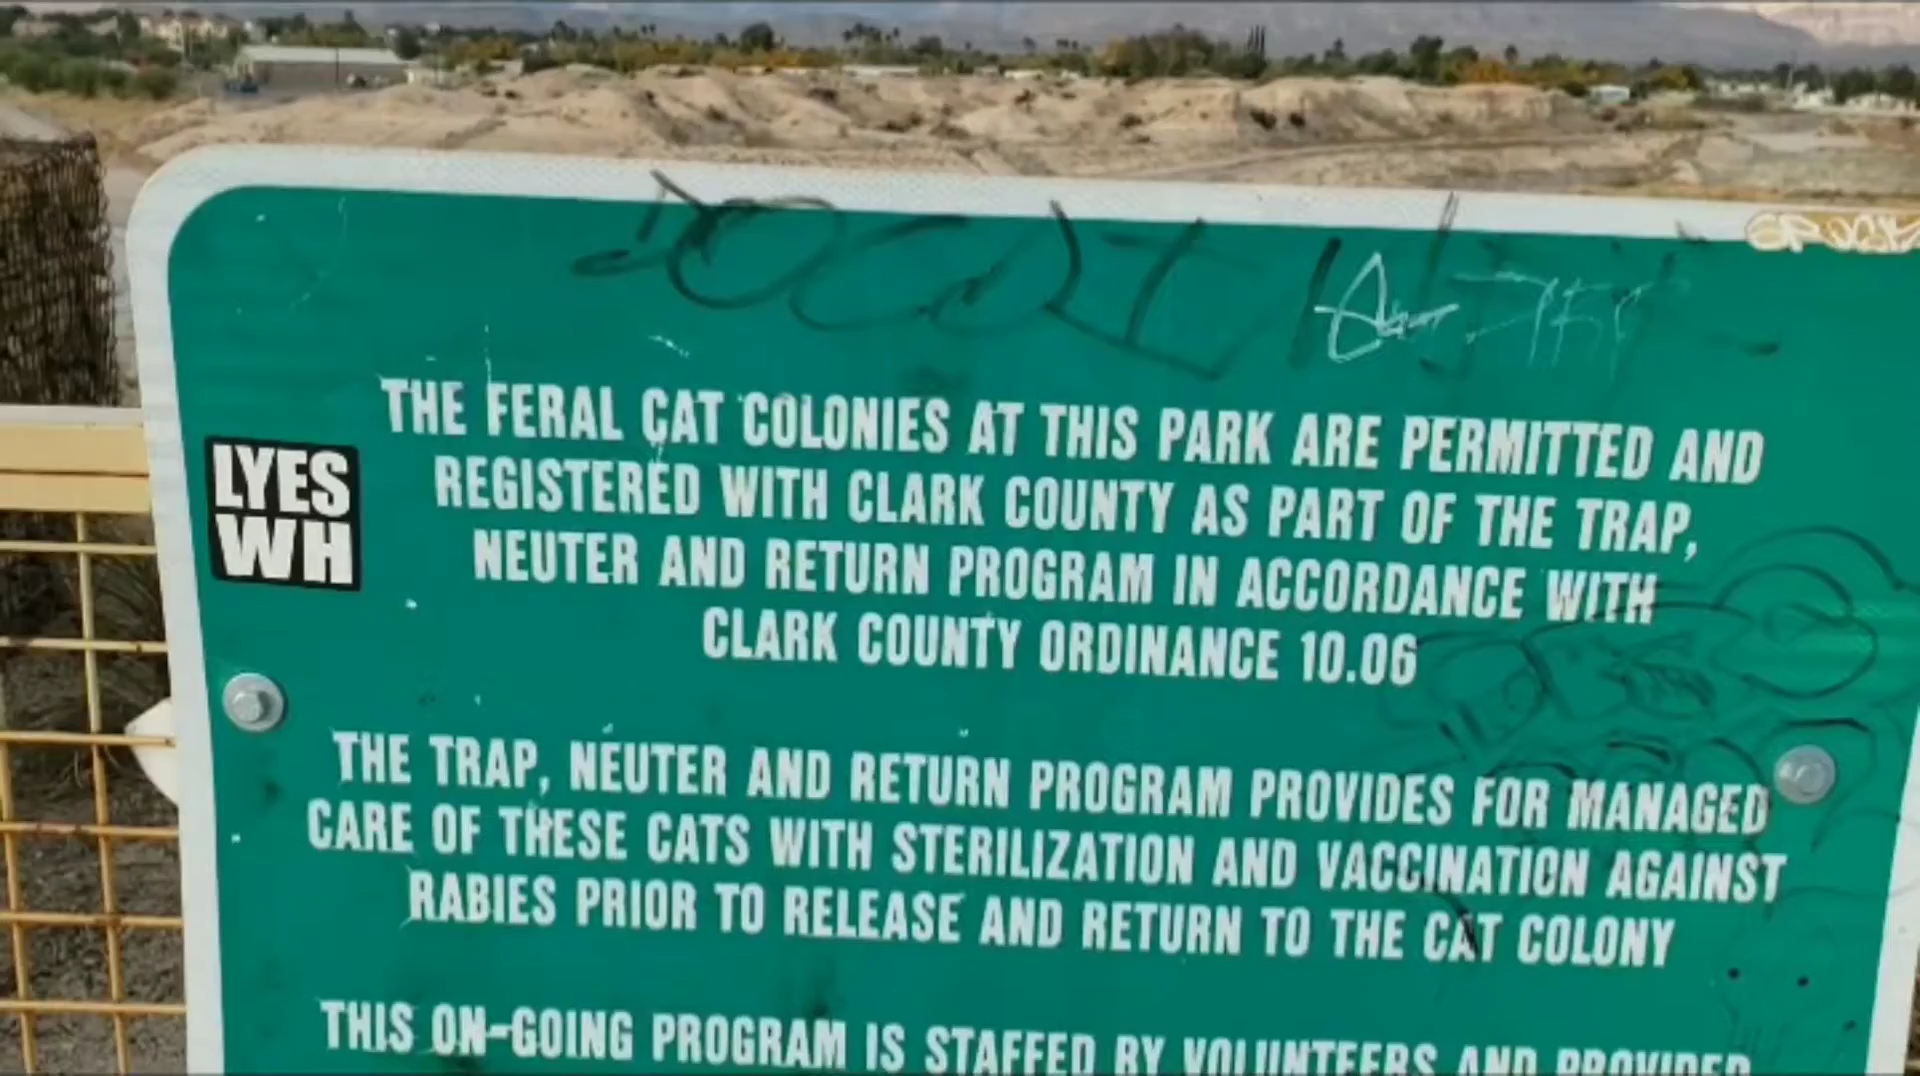 THE FERAL CAT COLONIES AT THIS PARK ARE PERMITTED AND
REGISTERED WITH CLARK COUNTY AS PART OF THE TRAP,
NEUTER AND RETURN PROGRAM IN ACCORDANCE WITH
CLARK COUNTY ORDINANCE 10.06
LYES
WH
THE TRAP, NEUTER AND RETURN PROGRAM PROVIDES FOR MANAGED
CARE OF THESE CATS WITH STERILIZATION AND VACCINATION AGAINST
RABIES PRIOR TO RELEASE AND RETURN TO THE CAT COLONY
THIS ON-GOING PROGRAM IS STAFFED BY VOLUNTEERS AND PROVIDED